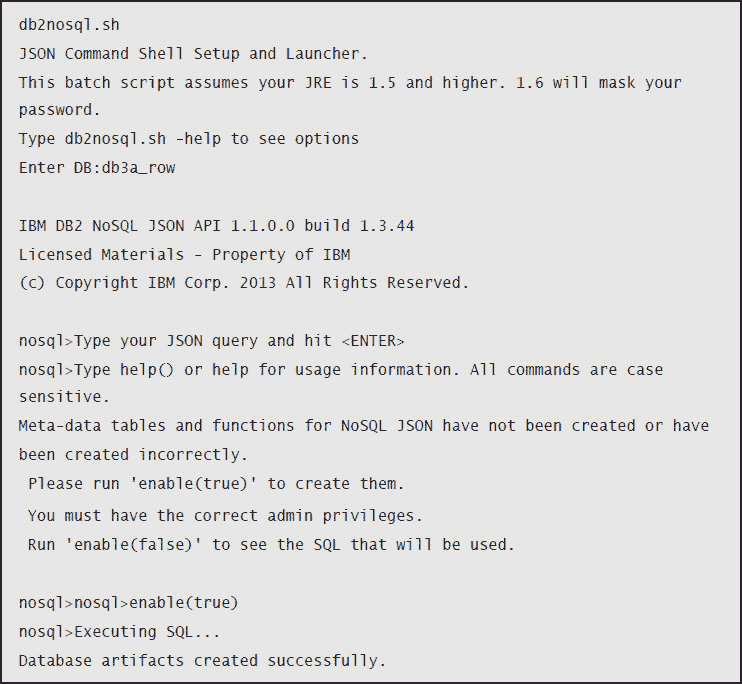 db2nosql.sh
JSON Command Shell Setup and Launcher.
This batch script assumes your JRE is 1.5 and higher. 1.6 will mask your
password.
Type db2nosql.sh -help to see options
Enter DB:db3a_row
IBM DB2 NoSQL JSON API 1.1.0.0 build 1.3.44
Licensed Materials - Property of IBM
(c) Copyright IBM Corp. 2013 All Rights Reserved.
nosql>Type your JSON query and hit <ENTER>
nosql>Type help() or help for usage information. All commands are case
sensitive.
Meta-data tables and functions for NoSQL JSON have not been created or have
been created incorrectly.
Please run 'enable(true)' to create them.
You must have the correct admin privileges.
Run 'enable(false)' to see the SQL that will be used.
nosql>nosql>enable(true)
nosql>Executing SQL...
Database artifacts created successfully.